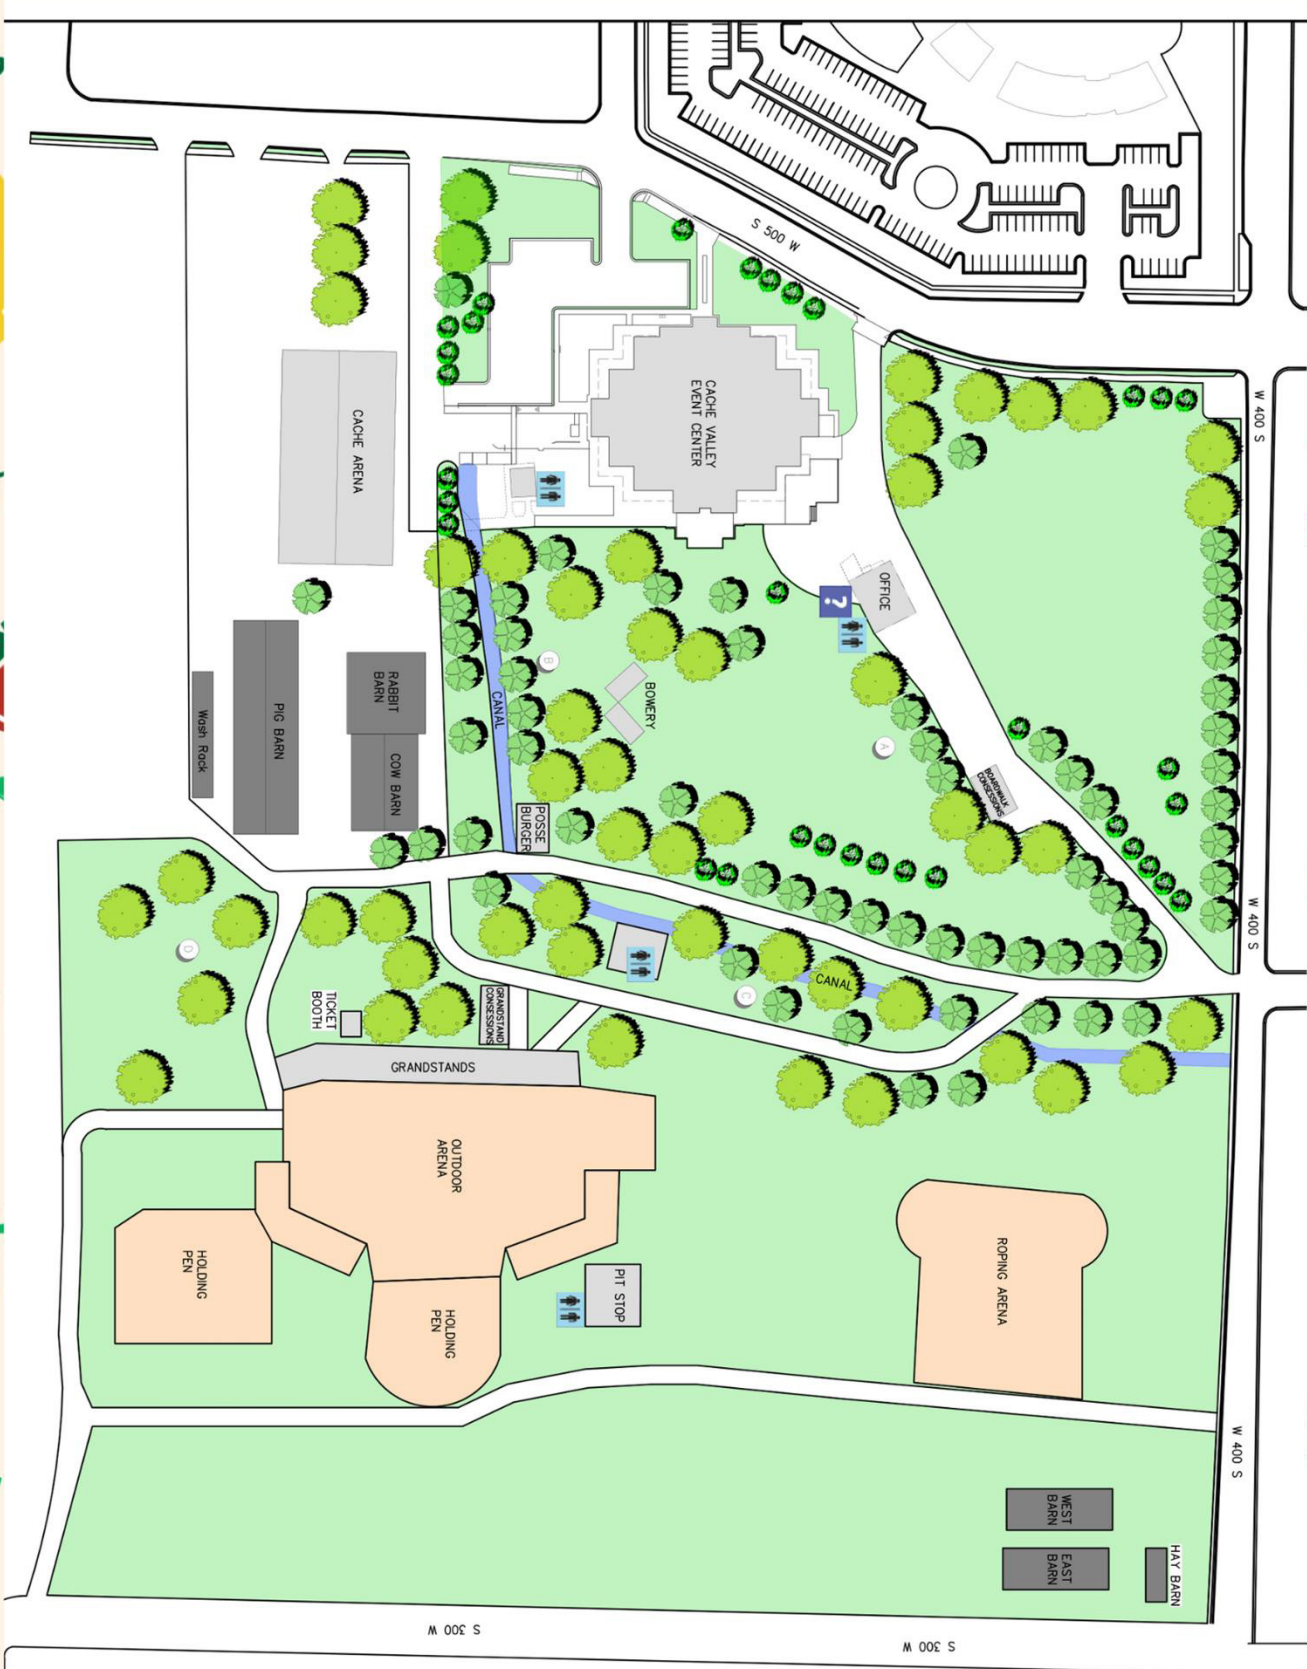 S 500 W
W 400 S
CACHE VALLEY
EVENT CENTER
CACHE ARENA
OFFICE
?
B
BOWERY
CANAL
RABBIT
BARN
PIG BARN
Wash Rack
COW BARN
A
BOARDWALK
CONSESSIONS
POSSE
BURGER
W 400 S
D
TICKET
BOOTH
GRANDSTAND
CONSESSIONS
C
CANAL
GRANDSTANDS
OUTDOOR
ARENA
HOLDING
PEN
HOLDING
PEN
PIT STOP
ROPING ARENA
W 400 S
WEST
BARN
EAST
BARN
HAY BARN
S 300 W
S 300 W